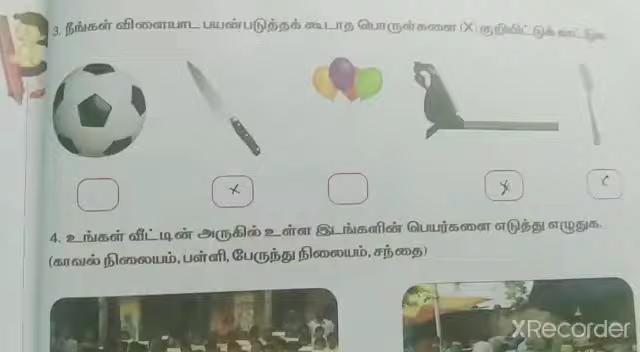 3. நீங்கள் விளையாட பயன்படுத்தக் கூடாத பொருள்களை (X) குறியிட்டுக் காட்டுக
x
x
c
4. உங்கள் வீட்டின் அருகில் உள்ள இடங்களின் பெயர்களை எடுத்து எழுதுக.
(காவல் நிலையம், பள்ளி, பேருந்து நிலையம், சந்தை)
XRecorder